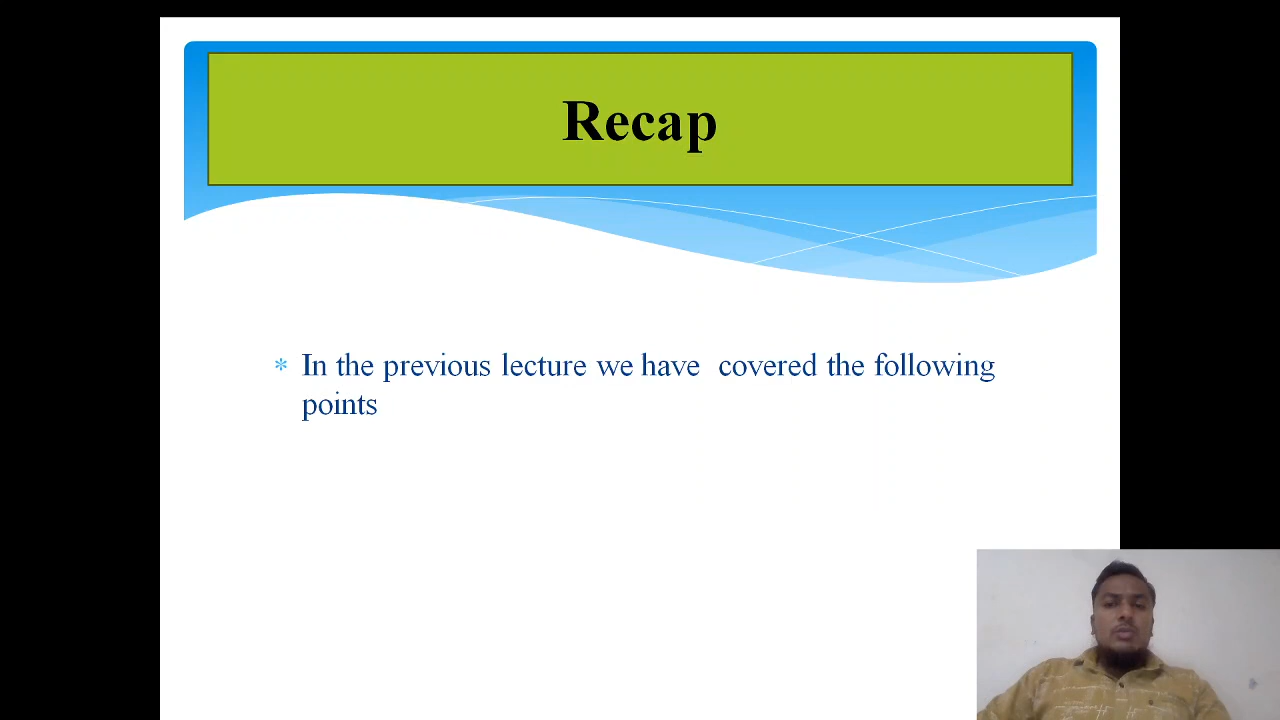 Recap
* In the previous lecture we have covered the following
points